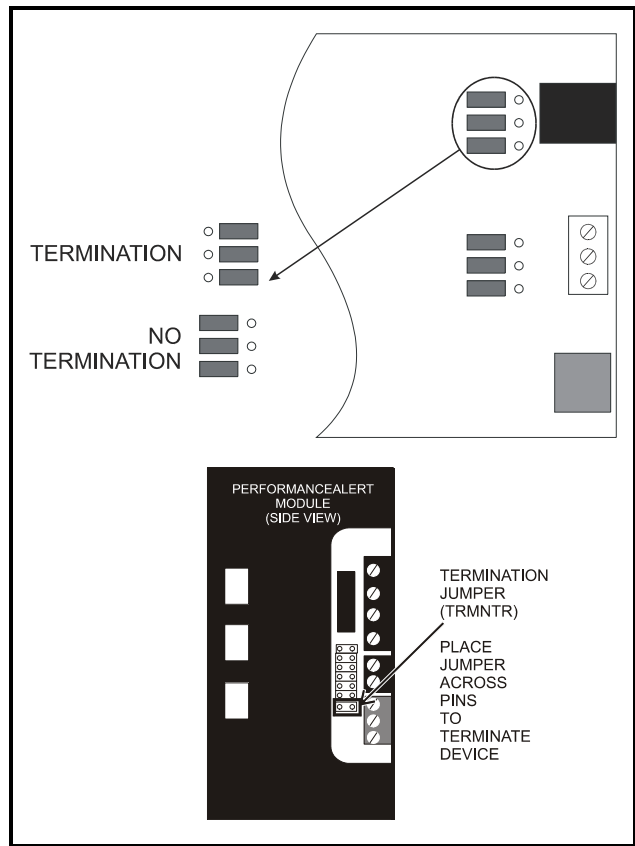 TERMINATION
NO
TERMINATION
PERFORMANCEALERT
MODULE
(SIDE VIEW)
TERMINATION
JUMPER
(TRMNTR)
PLACE
JUMPER
ACROSS
PINS
TO
TERMINATE
DEVICE